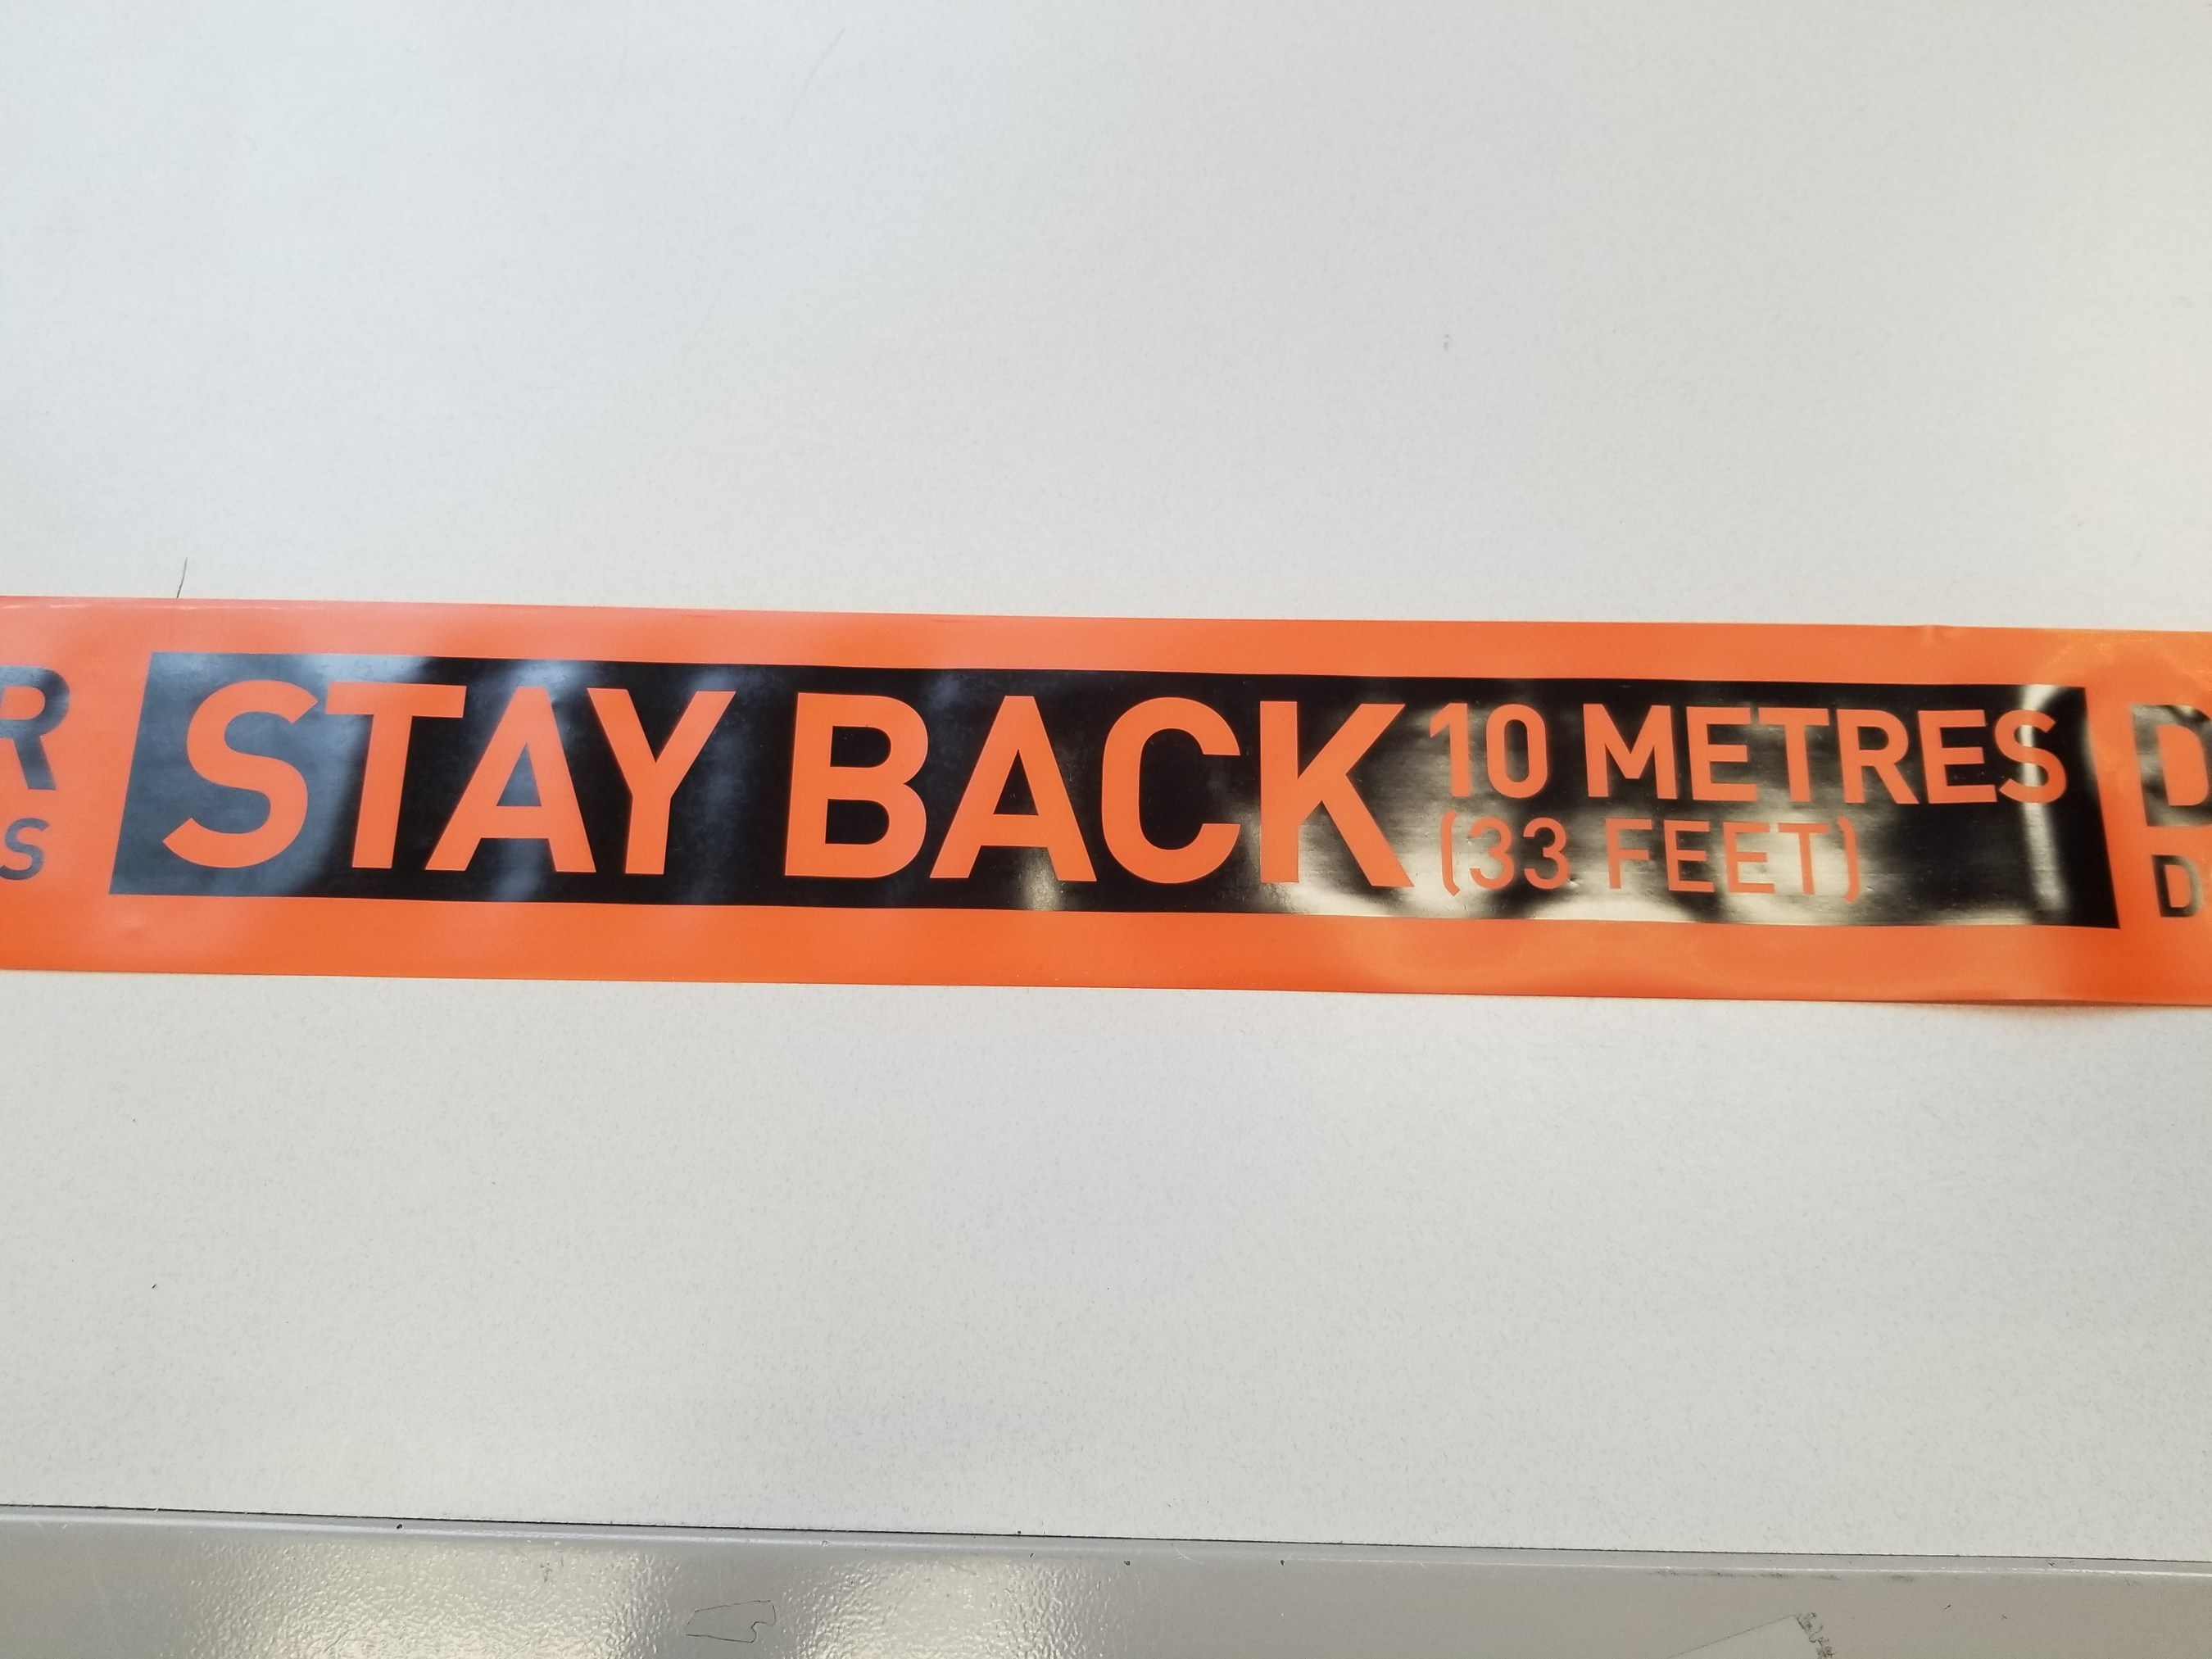 STAY BACK 10 METRES
(33 FEET)